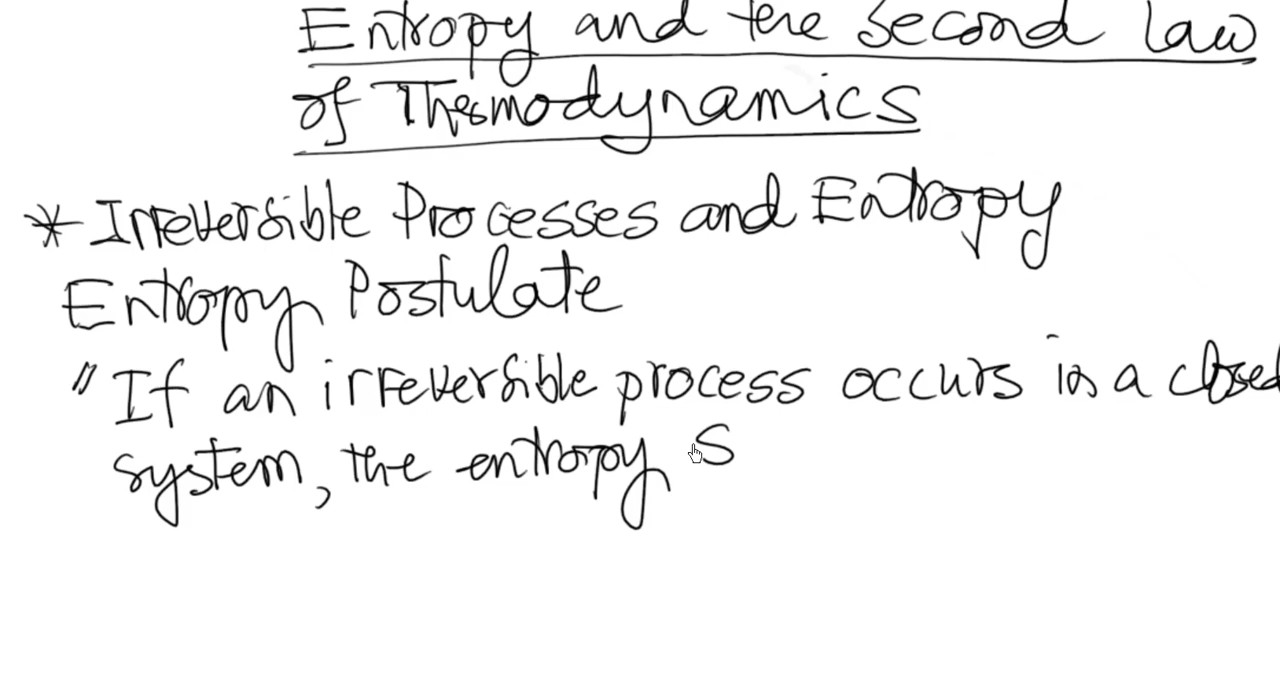 Entropy and the Second law
of Thermodynamics
* Irreversible Processes and Entropy
Entropy Postulate
"If an irreversible process occurs in a closed
system, the entropy S